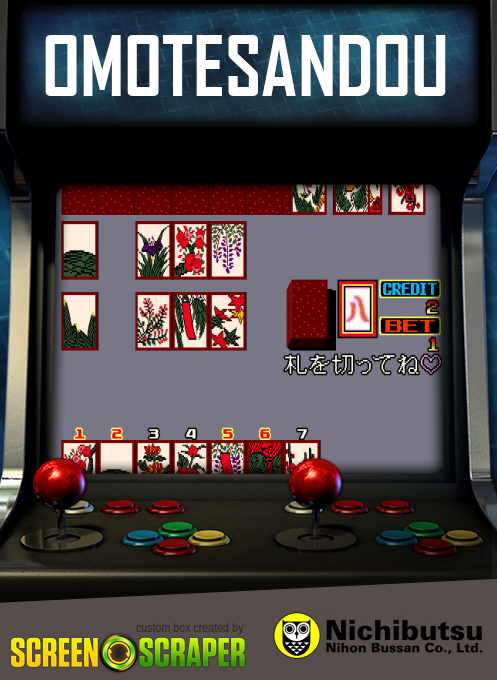 OMOTESANDOU
八
CREDIT
2
BET
1
札を切ってね♡
1 2 3 4 5 6 7
custom box created by
SCREEN SCRAPER
Nichibutsu
Nihon Bussan Co., Ltd.